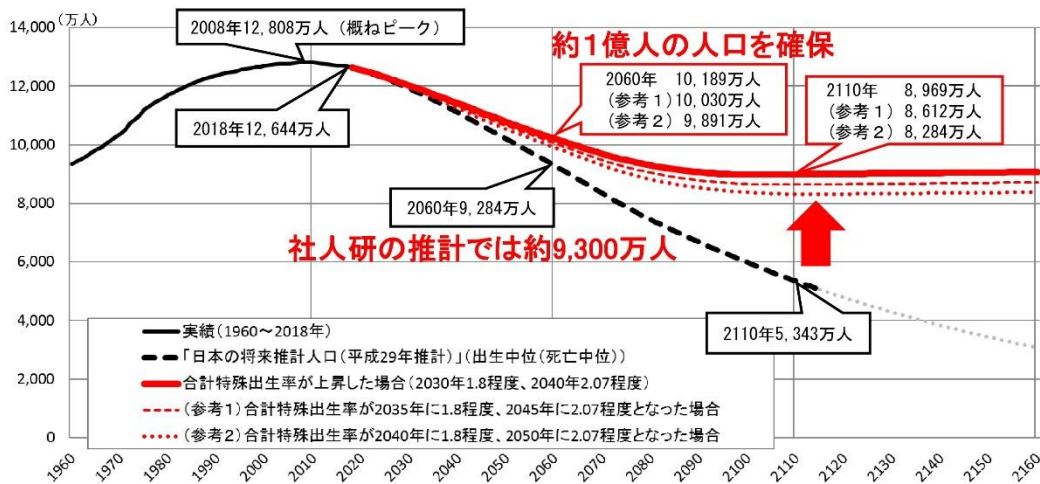 (万人)
14,000
12,000
10,000
8,000
6,000
4,000
2,000
0
2008年12,808万人（概ねピーク）
2018年12,644万人
約1億人の人口を確保
2060年 10,189万人
(参考1)10,030万人
(参考2) 9,891万人
2110年 8,969万人
(参考1) 8,612万人
(参考2) 8,284万人
2060年9,284万人
社人研の推計では約9,300万人
2110年5,343万人
実績(1960～2018年)
「日本の将来推計人口(平成29年推計)」(出生中位(死亡中位))
合計特殊出生率が上昇した場合(2030年1.8程度、2040年2.07程度)
(参考1)合計特殊出生率が2035年に1.8程度、2045年に2.07程度となった場合
(参考2)合計特殊出生率が2040年に1.8程度、2050年に2.07程度となった場合
1960 1970 1980 1990 2000 2010 2020 2030 2040 2050 2060 2070 2080 2090 2100 2110 2120 2130 2140 2150 2160